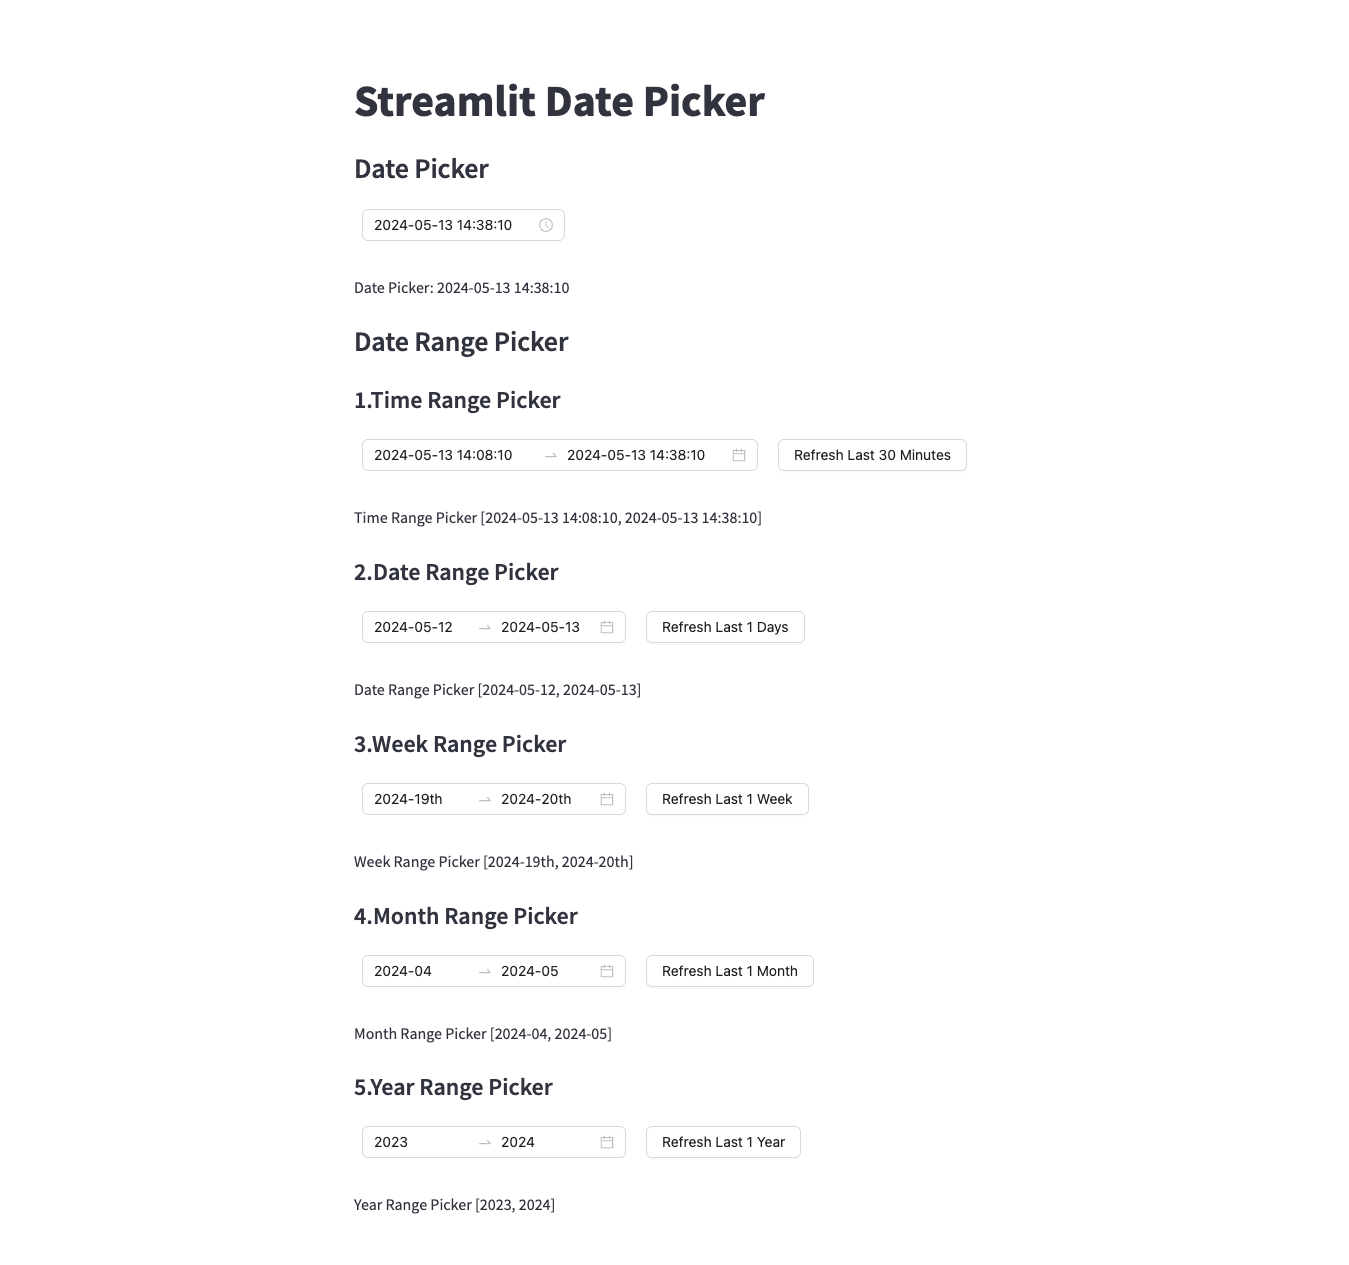 Streamlit Date Picker
Date Picker
2024-05-13 14:38:10
Date Picker: 2024-05-13 14:38:10
Date Range Picker
1.Time Range Picker
2024-05-13 14:08:10 → 2024-05-13 14:38:10 Refresh Last 30 Minutes
Time Range Picker [2024-05-13 14:08:10, 2024-05-13 14:38:10]
2.Date Range Picker
2024-05-12 → 2024-05-13 Refresh Last 1 Days
Date Range Picker [2024-05-12, 2024-05-13]
3.Week Range Picker
2024-19th → 2024-20th Refresh Last 1 Week
Week Range Picker [2024-19th, 2024-20th]
4.Month Range Picker
2024-04 → 2024-05 Refresh Last 1 Month
Month Range Picker [2024-04, 2024-05]
5.Year Range Picker
2023 → 2024 Refresh Last 1 Year
Year Range Picker [2023, 2024]